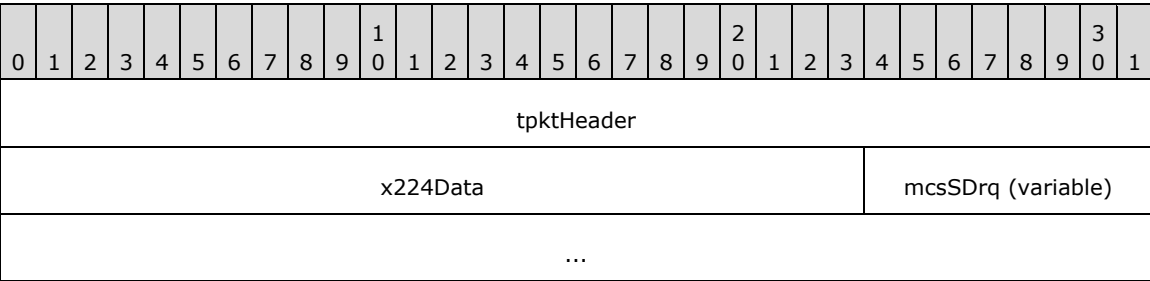 1 2 3
0 1 2 3 4 5 6 7 8 9 0 1 2 3 4 5 6 7 8 9 0 1 2 3 4 5 6 7 8 9 0 1
tpktHeader
x224Data mcsSDrq (variable)
...